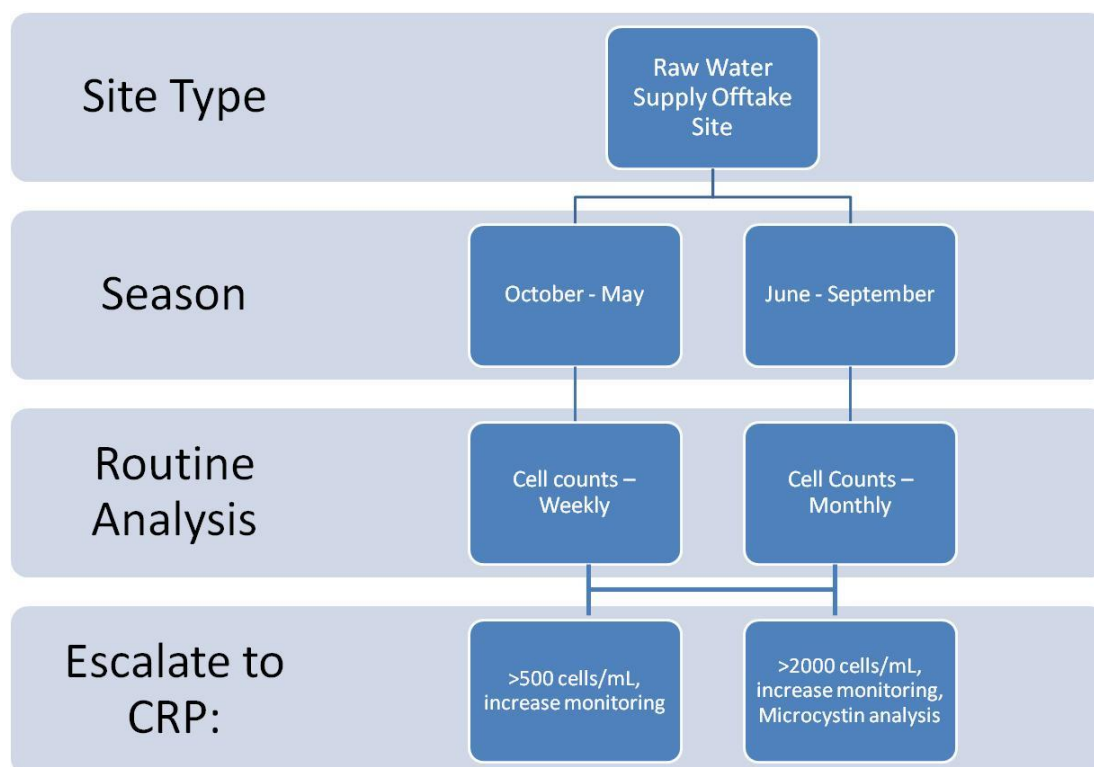 Site Type
Raw Water
Supply Offtake
Site
Season
October - May
June - September
Routine
Analysis
Cell counts –
Weekly
Cell Counts –
Monthly
Escalate to
CRP:
>500 cells/mL,
increase monitoring
>2000 cells/mL,
increase monitoring,
Microcystin analysis